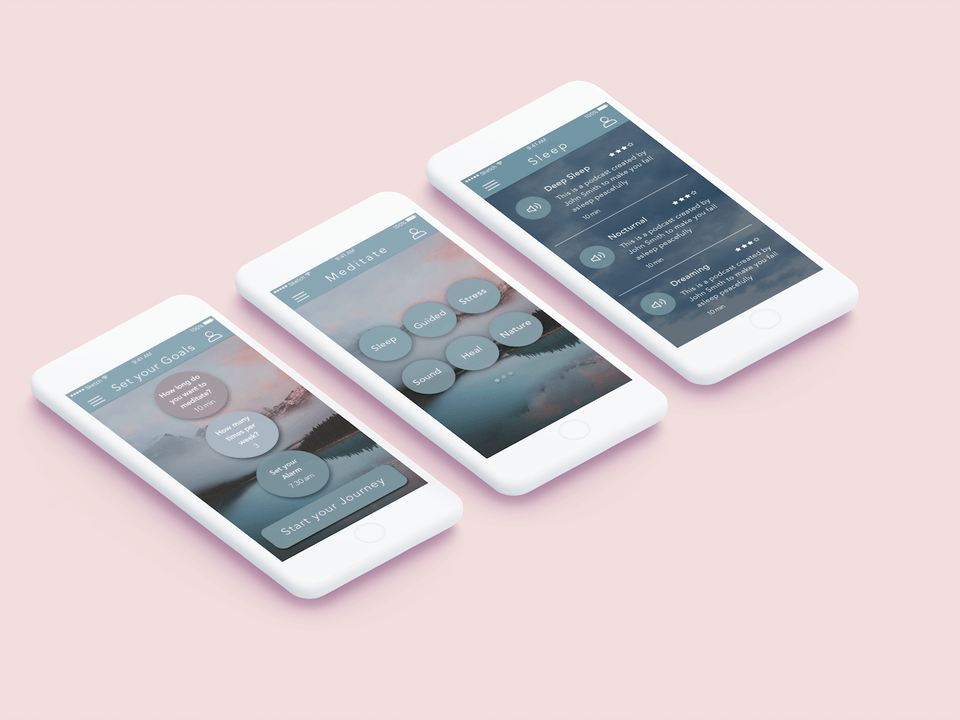 Sketch
9:41 AM
100%
Set your Goals
How long do
you want to
meditate?
10 min
How many
times per
week?
3
Set your
Alarm
7.30 am
Start your Journey
Sketch
9:41 AM
100%
Meditate
Sleep
Guided
Stress
Sound
Heal
Nature
Sketch
9:41 AM
100%
Sleep
Deep Sleep
This is a podcast created by
John Smith to make you fall
asleep peacefully
10 min
Nocturnal
This is a podcast created by
John Smith to make you fall
asleep peacefully
10 min
Dreaming
This is a podcast created by
John Smith to make you fall
asleep peacefully
10 min